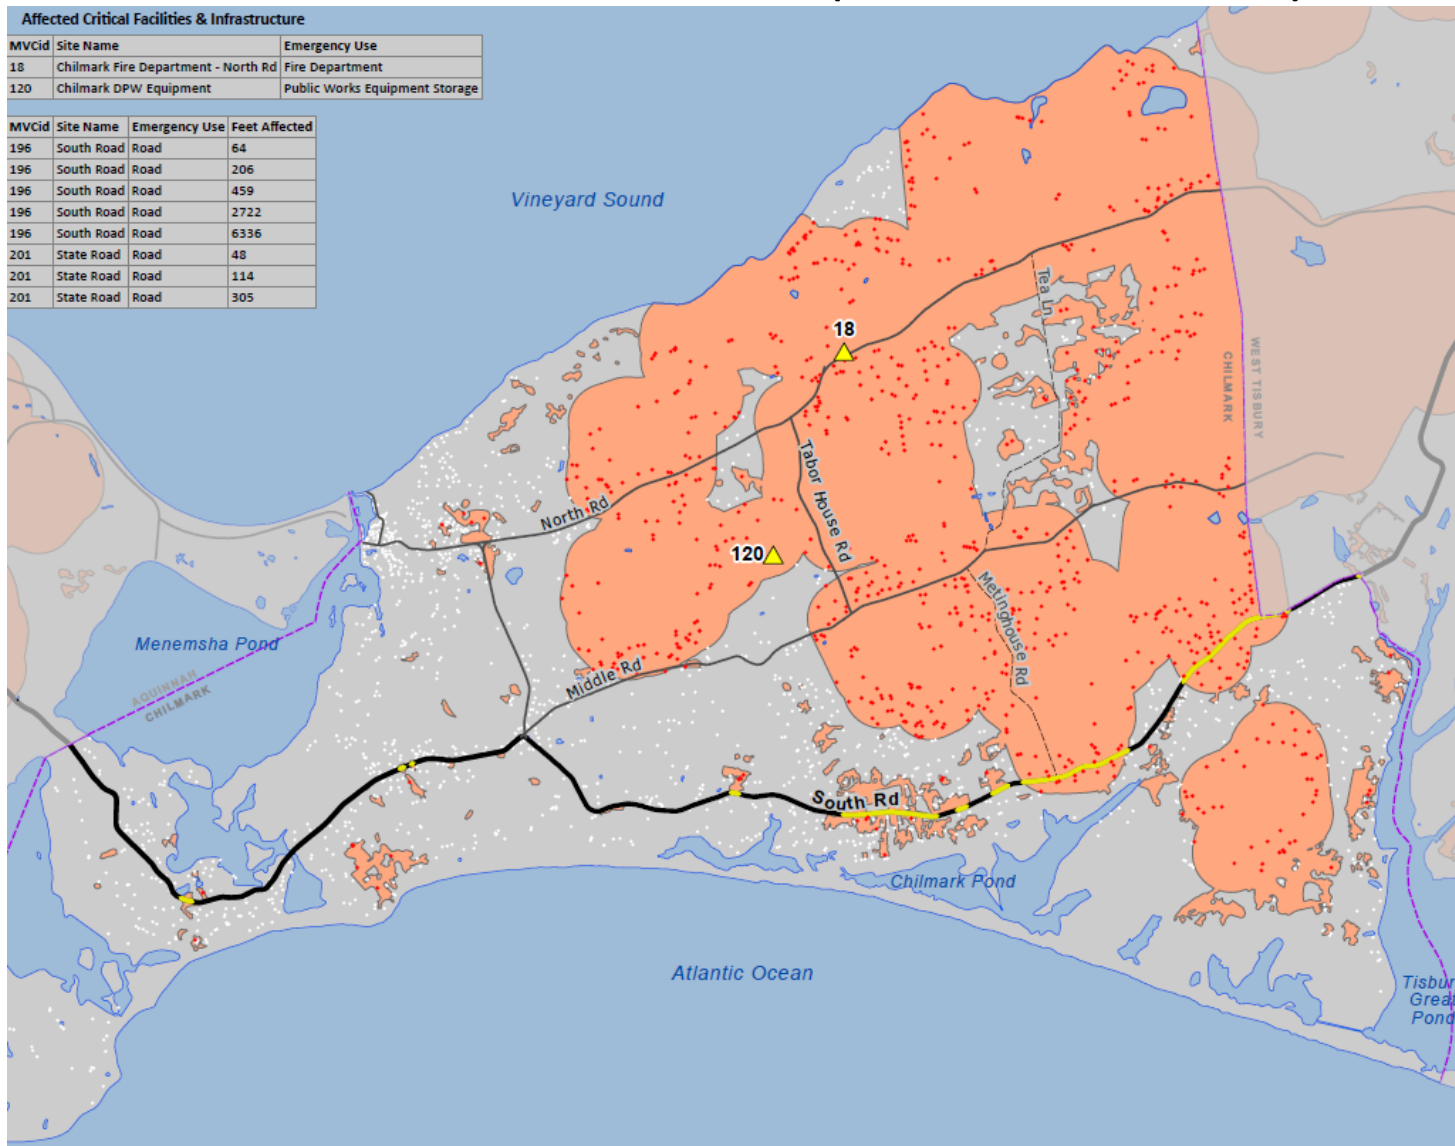 Affected Critical Facilities & Infrastructure
MVCid Site Name Emergency Use
18 Chilmark Fire Department - North Rd Fire Department
120 Chilmark DPW Equipment Public Works Equipment Storage
MVCid Site Name Emergency Use Feet Affected
196 South Road Road 64
196 South Road Road 206
196 South Road Road 459
196 South Road Road 2722
196 South Road Road 6336
201 State Road Road 48
201 State Road Road 114
201 State Road Road 305
Vineyard Sound
Tea Ln
18
CHILMARK
WEST TISBURY
Tabor House Rd
North Rd
120
Metinghouse Rd
Menemsha Pond
Middle Rd
AQUINNAH
CHILMARK
South Rd
Chilmark Pond
Atlantic Ocean
Tisbur
Great
Pond